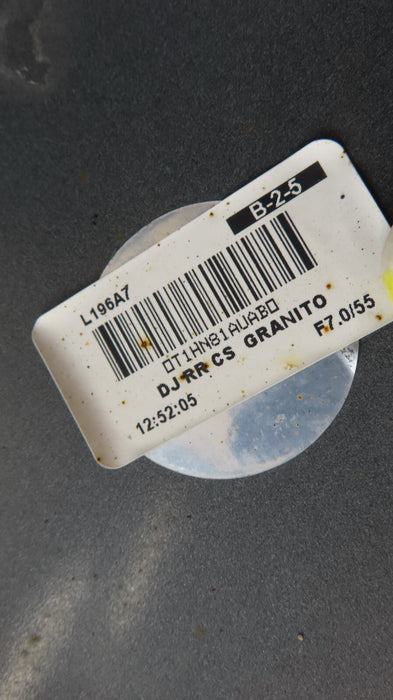 B-2-5
L196A7
0T1HN81AUAB0
DJ RR CS GRANITO
12:52:05
F7.0/55